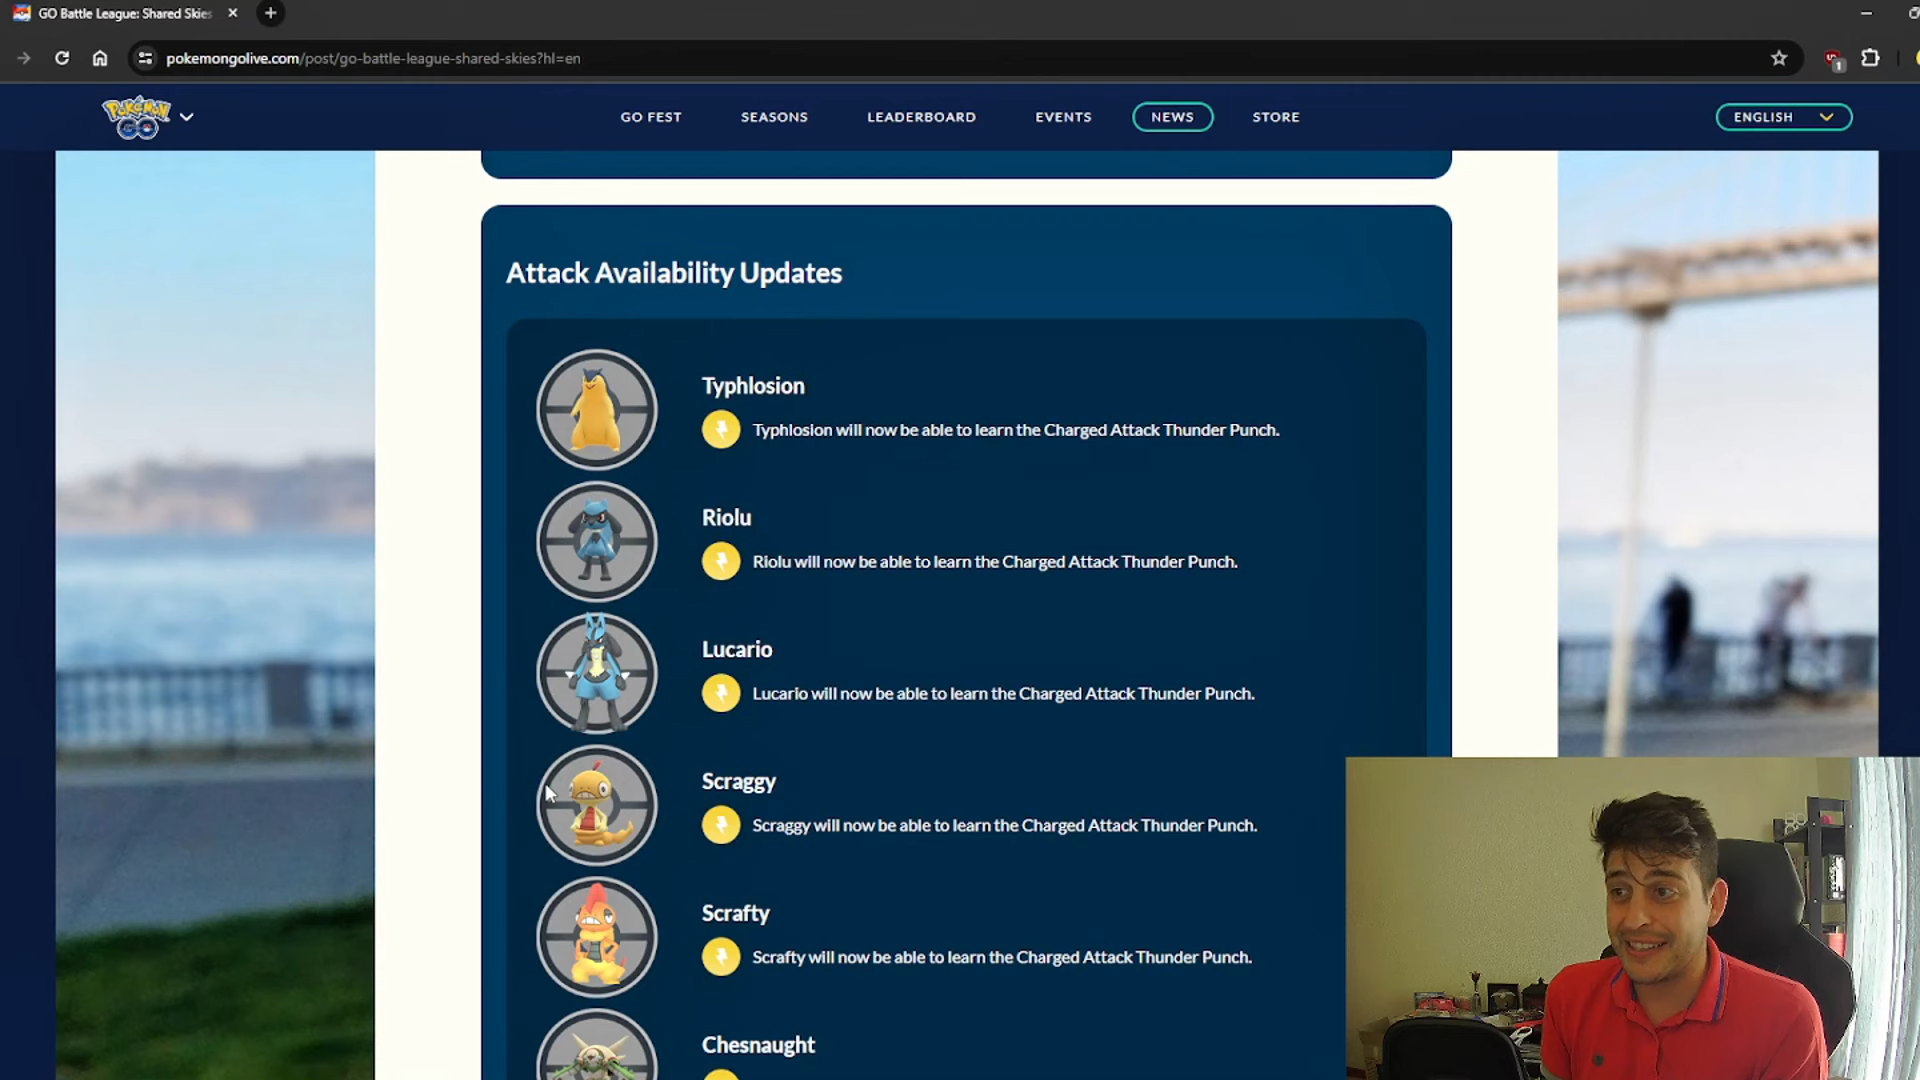 GO Battle League: Shared Skies
pokemongolive.com/post/go-battle-league-shared-skies?hl=en
1
POKÉMON GO
GO FEST
SEASONS
LEADERBOARD
EVENTS
NEWS
STORE
ENGLISH
Attack Availability Updates
Typhlosion
Typhlosion will now be able to learn the Charged Attack Thunder Punch.
Riolu
Riolu will now be able to learn the Charged Attack Thunder Punch.
Lucario
Lucario will now be able to learn the Charged Attack Thunder Punch.
Scraggy
Scraggy will now be able to learn the Charged Attack Thunder Punch.
Scrafty
Scrafty will now be able to learn the Charged Attack Thunder Punch.
Chesnaught